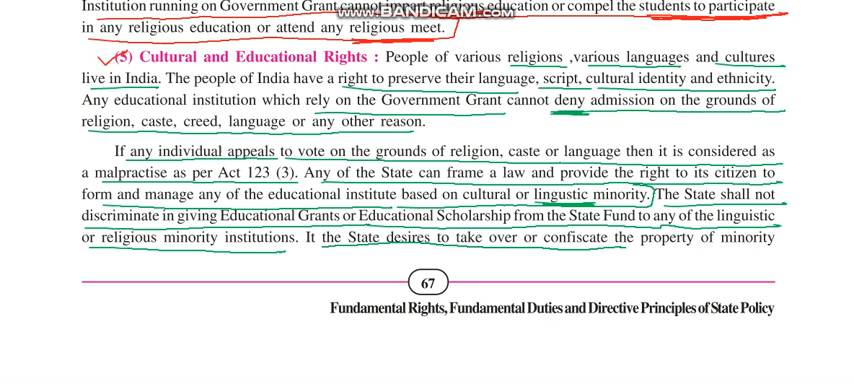 Institution running on Government Grant cannot impart religious education or compel the students to participate
www.BANDICAM.com
in any religious education or attend any religious meet.
(5) Cultural and Educational Rights : People of various religions ,various languages and cultures
live in India. The people of India have a right to preserve their language, script, cultural identity and ethnicity.
Any educational institution which rely on the Government Grant cannot deny admission on the grounds of
religion, caste, creed, language or any other reason.
If any individual appeals to vote on the grounds of religion, caste or language then it is considered as
a malpractise as per Act 123 (3). Any of the State can frame a law and provide the right to its citizen to
form and manage any of the educational institute based on cultural or lingustic minority. The State shall not
discriminate in giving Educational Grants or Educational Scholarship from the State Fund to any of the linguistic
or religious minority institutions. It the State desires to take over or confiscate the property of minority
67
Fundamental Rights, Fundamental Duties and Directive Principles of State Policy